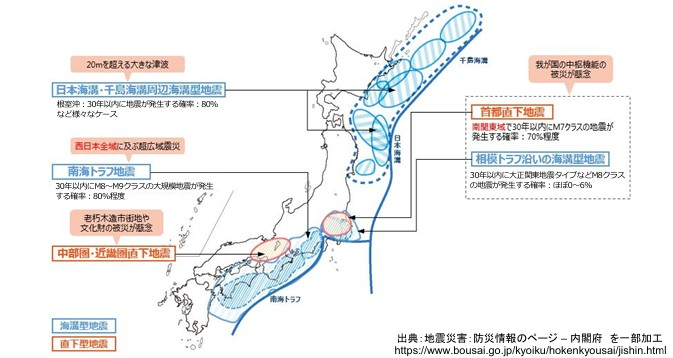 20mを超える大きな津波
日本海溝・千島海溝周辺海溝型地震
根室沖：30年以内に地震が発生する確率：80％
など様々なケース
西日本全域に及ぶ超広域震災
南海トラフ地震
30年以内にM8～M9クラスの大規模地震が発生
する確率：80％程度
老朽木造市街地や
文化財の被災が懸念
中部圏・近畿圏直下地震
海溝型地震
直下型地震
千島海溝
日本海溝
南海トラフ
我が国の中枢機能の
被災が懸念
首都直下地震
南関東域で30年以内にM7クラスの地震が
発生する確率：70％程度
相模トラフ沿いの海溝型地震
30年以内に大正関東地震タイプなどM8クラス
の地震が発生する確率：ほぼ0～6％
出典：地震災害：防災情報のページ – 内閣府　を一部加工
https://www.bousai.go.jp/kyoiku/hokenkyousai/jishin.html